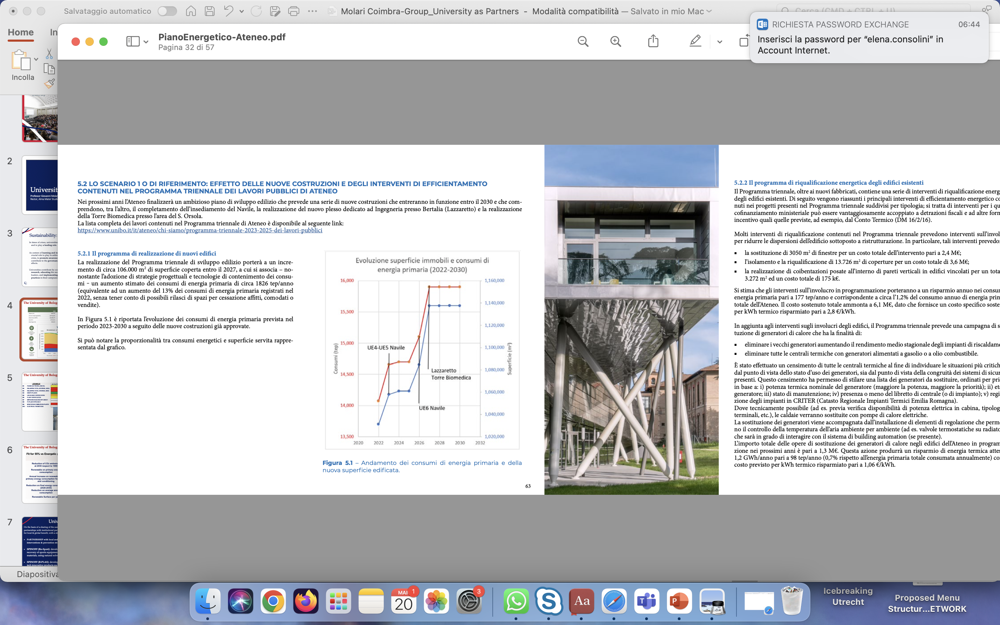 Salvataggio automatico
Molari Coimbra-Group_University as Partners - Modalità compatibilità — Salvato in mio Mac
Cerca (CMD + CTRL + U)
Home
In
Incolla
PianoEnergetico-Ateneo.pdf
Pagina 32 di 57
RICHIESTA PASSWORD EXCHANGE
06:44
Inserisci la password per “elena.consolini” in
Account Internet.
2
Universit
Professor Giovanni Molar
Rector, Alma Mater Studi
3
Sustainability:
4
The University of Bolog
5
The University of Bolog
6
The University of Bolog
Fit for 55% vs Energetic
7
Univ
Diapositiva
5.2 LO SCENARIO 1 O DI RIFERIMENTO: EFFETTO DELLE NUOVE COSTRUZIONI E DEGLI INTERVENTI DI EFFICIENTAMENTO
CONTENUTI NEL PROGRAMMA TRIENNALE DEI LAVORI PUBBLICI DI ATENEO
Nei prossimi anni l’Ateneo finalizzerà un ambizioso piano di sviluppo edilizio che prevede una serie di nuove costruzioni che entreranno in funzione entro il 2030 e che com-
prendono, tra l’altro, il completamento dell’insediamento del Navile, la realizzazione del nuovo plesso dedicato ad Ingegneria presso Bertalia (Lazzaretto) e la realizzazione
della Torre Biomedica presso l’area del S. Orsola.
La lista completa dei lavori contenuti nel Programma triennale di Ateneo è disponibile al seguente link:
https://www.unibo.it/it/ateneo/chi-siamo/programma-triennale-2023-2025-dei-lavori-pubblici
5.2.1 Il programma di realizzazione di nuovi edifici
La realizzazione del Programma triennale di sviluppo edilizio porterà a un incre-
mento di circa 106.000 m² di superficie coperta entro il 2027, a cui si associa – no-
nostante l’adozione di strategie progettuali e tecnologie di contenimento dei consu-
mi – un aumento stimato dei consumi di energia primaria di circa 1826 tep/anno
(equivalente ad un aumento del 13% dei consumi di energia primaria registrati nel
2022, senza tener conto di possibili rilasci di spazi per cessazione affitti, comodati o
vendite).
In Figura 5.1 è riportata l’evoluzione dei consumi di energia primaria prevista nel
periodo 2023-2030 a seguito delle nuove costruzioni già approvate.
Si può notare la proporzionalità tra consumi energetici e superficie servita rappre-
sentata dal grafico.
Evoluzione superficie immobili e consumi di
energia primaria (2022-2030)
16,000
15,500
15,000
14,500
14,000
13,500
Consumi (tep)
1,160,000
1,140,000
1,120,000
1,100,000
1,080,000
1,060,000
1,040,000
1,020,000
Superficie (m²)
UE4-UE5 Navile
Lazzaretto
Torre Biomedica
UE6 Navile
2020 2022 2024 2026 2028 2030 2032
Figura 5.1 – Andamento dei consumi di energia primaria e della
nuova superficie edificata.
63
5.2.2 Il programma di riqualificazione energetica degli edifici esistenti
Il Programma triennale, oltre ai nuovi fabbricati, contiene una serie di interventi di riqualificazione energ
degli edifici esistenti. Di seguito vengono riassunti i principali interventi di efficientamento energetico co
nuti nei progetti presenti nel Programma triennale suddivisi per tipologia; si tratta di interventi per i qu
cofinanziamento ministeriale può essere vantaggiosamente accoppiato a detrazioni fiscali e ad altre form
incentivo quali quelle previste, ad esempio, dal Conto Termico (DM 16/2/16).
Molti interventi di riqualificazione contenuti nel Programma triennale prevedono interventi sull’invol
per ridurre le dispersioni dell’edificio sottoposto a ristrutturazione. In particolare, tali interventi prevedo
▪ la sostituzione di 3050 m² di finestre per un costo totale dell’intervento pari a 2,4 M€;
▪ l’isolamento e la riqualificazione di 13.726 m² di coperture per un costo totale di 3,6 M€;
▪ la realizzazione di coibentazioni posate all’interno di pareti verticali in edifici vincolati per un tota
3.272 m² ed un costo totale di 175 k€.
Si stima che gli interventi sull’involucro in programmazione porteranno a un risparmio annuo nei consu
energia primaria pari a 177 tep/anno e corrispondente a circa l’1,2% del consumo annuo di energia prim
totale dell’Ateneo. Il costo sostenuto totale ammonta a 6,1 M€, dato che fornisce un costo specifico soste
per kWh termico risparmiato pari a 2,8 €/kWh.
In aggiunta agli interventi sugli involucri degli edifici, il Programma triennale prevede una campagna di s
tuzione di generatori di calore che ha la finalità di:
▪ eliminare i vecchi generatori aumentando il rendimento medio stagionale degli impianti di riscaldame
▪ eliminare tutte le centrali termiche con generatori alimentati a gasolio o a olio combustibile.
È stato effettuato un censimento di tutte le centrali termiche al fine di individuare le situazioni più critich
dal punto di vista dello stato d’uso dei generatori, sia dal punto di vista della congruità dei sistemi di sicur
presenti. Questo censimento ha permesso di stilare una lista dei generatori da sostituire, ordinati per prio
in base a: i) potenza termica nominale del generatore (maggiore la potenza, maggiore la priorità); ii) et
generatore; iii) stato di manutenzione; iv) presenza o meno del libretto di centrale (o di impianto); v) regi
zione degli impianti in CRITER (Catasto Regionale Impianti Termici Emilia Romagna).
Dove tecnicamente possibile (ad es. previa verifica disponibilità di potenza elettrica in cabina, tipolog
terminali, etc.), le caldaie verranno sostituite con pompe di calore elettriche.
La sostituzione dei generatori viene accompagnata dall’installazione di elementi di regolazione che perm
no il controllo della temperatura dell’aria ambiente per ambiente (ad es. valvole termostatiche su radiato
che sarà in grado di interagire con il sistema di building automation (se presente).
L’importo totale delle opere di sostituzione dei generatori di calore negli edifici dell’Ateneo in program
zione nei prossimi anni è pari a 1,3 M€. Questa azione produrrà un risparmio di energia termica attes
1,2 GWh/anno pari a 98 tep/anno (0,7% rispetto all’energia primaria totale consumata annualmente) co
costo previsto per kWh termico risparmiato pari a 1,06 €/kWh.
MAR
20
1
3
Aa
Icebreaking
Utrecht
Proposed Menu
Structur...ETWORK